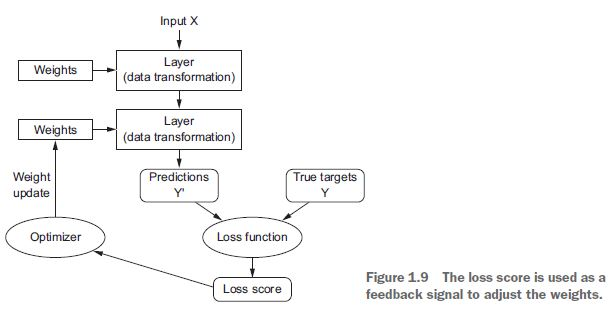 Input X
Layer
(data transformation)
Weights
Layer
(data transformation)
Weights
Weight
update
Predictions
Y'
True targets
Y
Optimizer
Loss function
Loss score
Figure 1.9 The loss score is used as a
feedback signal to adjust the weights.